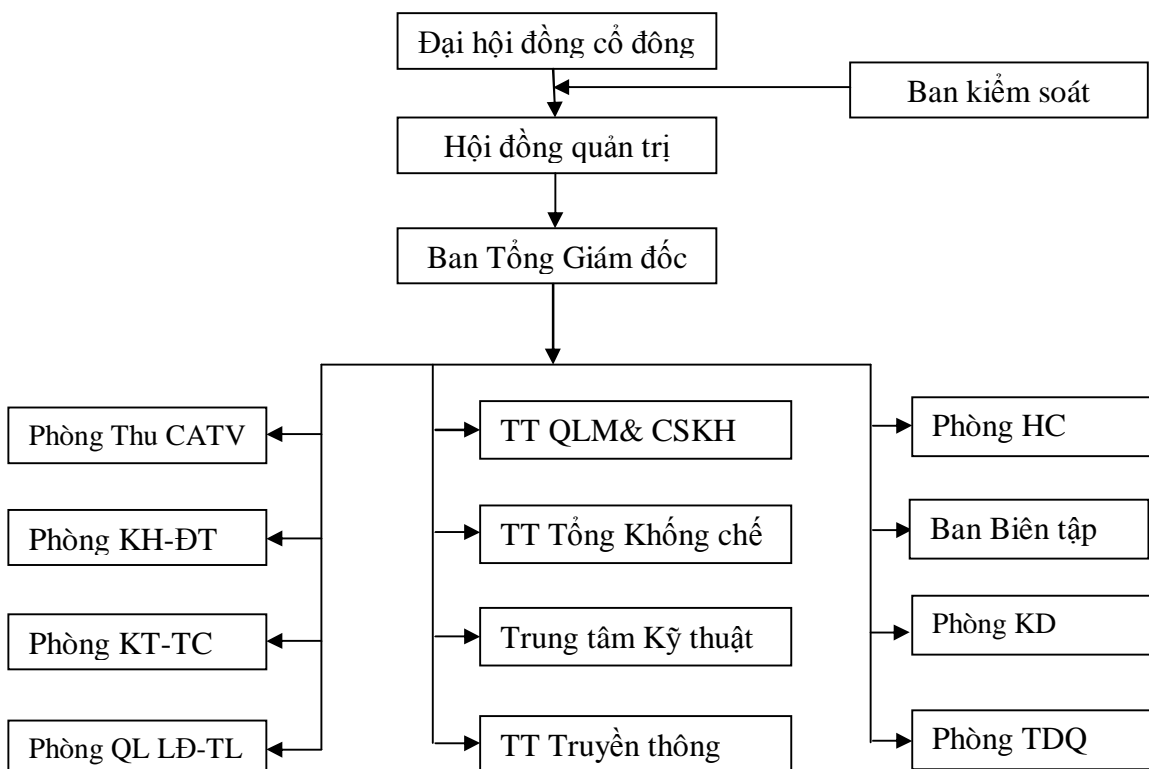 Đại hội đồng cổ đông
Ban kiểm soát
Hội đồng quản trị
Ban Tổng Giám đốc
Phòng Thu CATV
TT QLM& CSKH
Phòng HC
Phòng KH-ĐT
TT Tổng Khống chế
Ban Biên tập
Phòng KT-TC
Trung tâm Kỹ thuật
Phòng KD
Phòng QL LĐ-TL
TT Truyền thông
Phòng TDQ